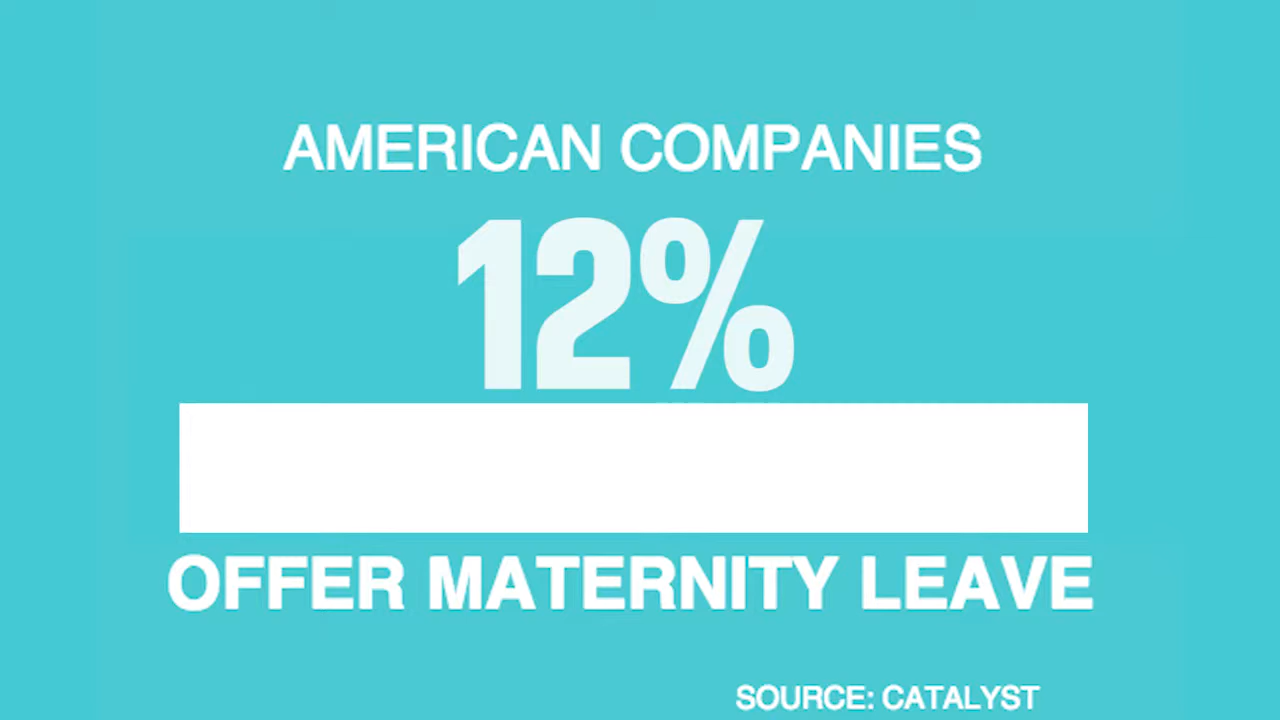 AMERICAN COMPANIES
12%
OFFER MATERNITY LEAVE
SOURCE: CATALYST